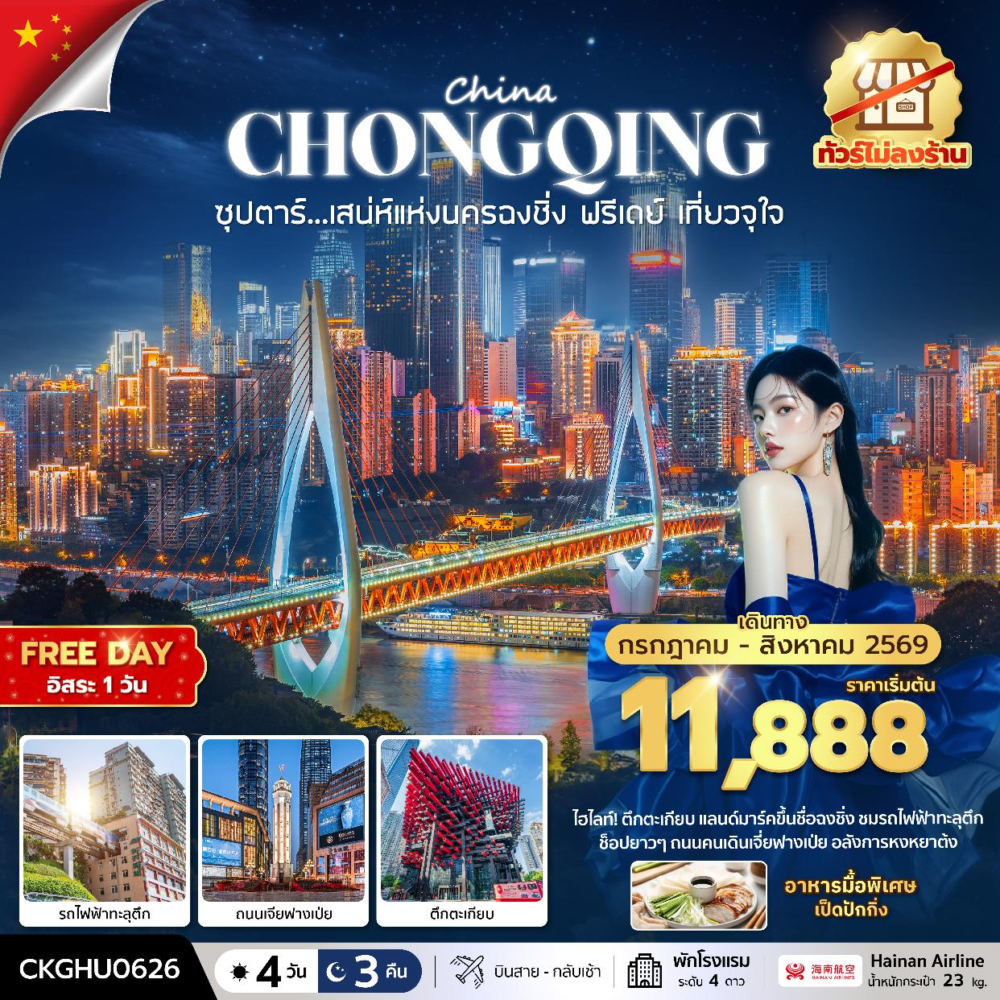 China
CHONGQING
ซุปตาร์...เสน่ห์แห่งนครฉงชิ่ง ฟรีเดย์ เที่ยวจุใจ
SHOP
ทัวร์ไม่ลงร้าน
FREE DAY
อิสระ 1 วัน
เดินทาง
กรกฎาคม - สิงหาคม 2569
ราคาเริ่มต้น
11,888
ไฮไลท์! ตึกตะเกียบ แลนด์มาร์คขึ้นชื่อฉงชิ่ง ชมรถไฟฟ้าทะลุตึก
ช็อปยาวๆ ถนนคนเดินเจี่ยฟางเป่ย อลังการหงหยาต้ง
รถไฟฟ้าทะลุตึก
ถนนเจียฟางเป่ย
ตึกตะเกียบ
อาหารมื้อพิเศษ
เป็ดปักกิ่ง
CKGHU0626
4 วัน 3 คืน
บินสาย - กลับเช้า
พักโรงแรม
ระดับ 4 ดาว
海南航空
HAINAN AIRLINES
Hainan Airline
น้ำหนักกระเป๋า 23 kg.